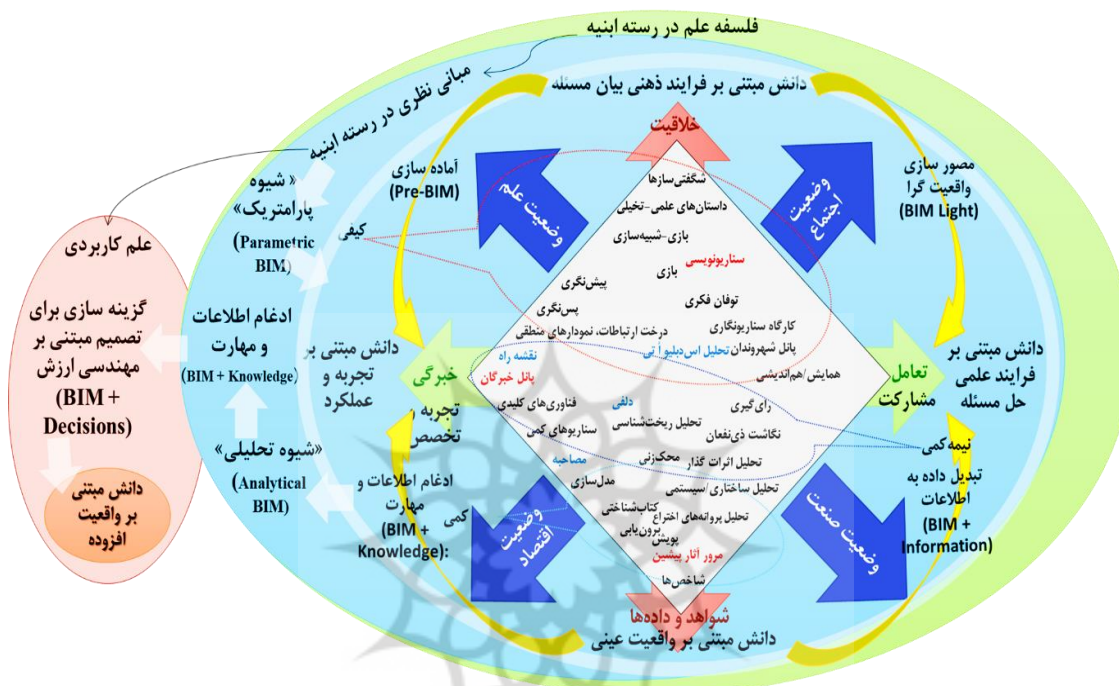 فلسفه علم در رسته ابنیه
مبانی نظری در رسته ابنیه
دانش مبتنی بر فرایند ذهنی بیان مسئله
خلاقیت
وضعیت علم
وضعیت
اجتماع
آماده سازی
(Pre-BIM)
مصور سازی
واقعیت گرا
(BIM Light)
« شیوه
پارامتریک»
(Parametric
BIM)
کیفی
شگفتی‌سازها
داستان‌های علمی-تخیلی
بازی-شبیه‌سازی
سناریونویسی
بازی
پیش‌نگری
توفان فکری
پس‌نگری
کارگاه سناریونگاری
درخت ارتباطات، نمودارهای منطقی
پانل شهروندان
تحلیل اس‌دبلیو‌ آ تی
نقشه راه
همایش/هم‌اندیشی
پانل خبرگان
رای‌گیری
دلفی
فناوری‌های کلیدی
تحلیل ریخت‌شناسی
نگاشت ذی‌نفعان
سناریوهای کمی
محک‌زنی
تحلیل اثرات گذار
مصاحبه
مدل‌سازی
تحلیل ساختاری/سیستمی
کتاب‌شناختی
تحلیل پروانه‌های اختراع
برون‌یابی
پویش
مرور آثار پیشین
شاخص‌ها
شواهد و داده‌ها
دانش مبتنی بر واقعیت عینی
خبرگی
تجربه و
تخصص
دانش مبتنی بر
تجربه و
عملکرد
تعامل
مشارکت
دانش مبتنی بر
فرایند علمی
حل مسئله
نیمه کمی
تبدیل داده به
اطلاعات
(BIM +
Information)
وضعیت صنعت
وضعیت
اقتصاد
کمی
ادغام اطلاعات و
مهارت
(BIM +
Knowledge):
«شیوه تحلیلی»
(Analytical
BIM)
ادغام اطلاعات
و مهارت
(BIM + Knowledge)
علم کاربردی
گزینه سازی برای
تصمیم مبتنی بر
مهندسی ارزش
(BIM +
Decisions)
دانش مبتنی
بر واقعیت
افزوده